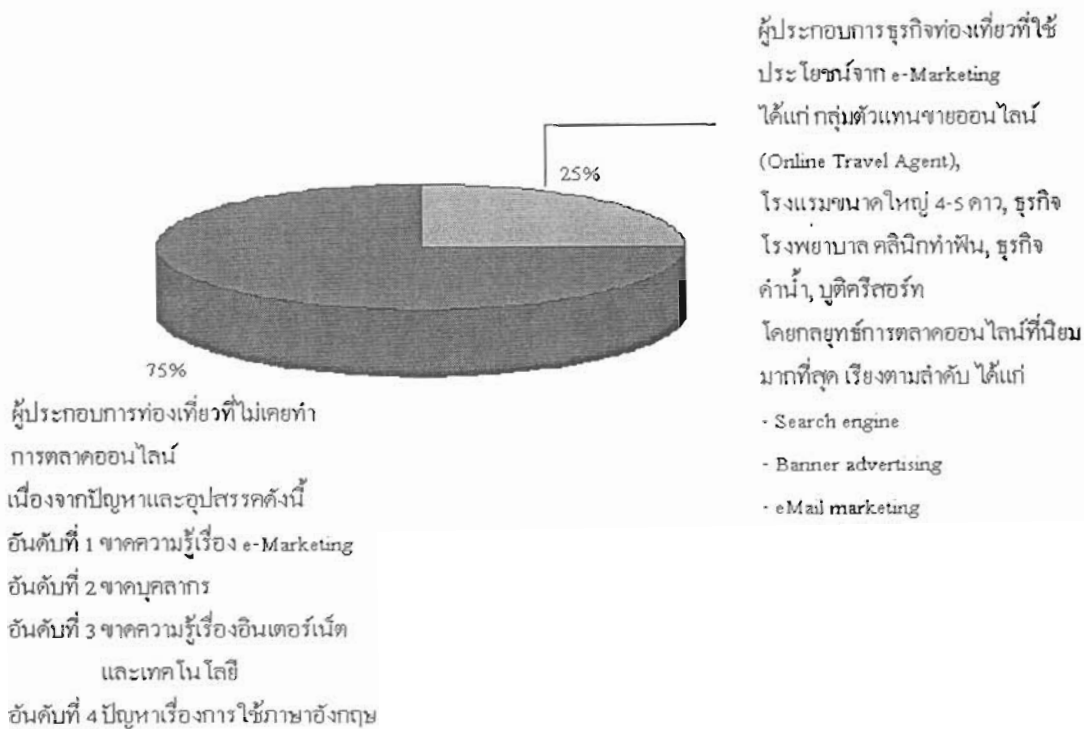 ผู้ประกอบการธุรกิจท่องเที่ยวที่ใช้
ประโยชน์จาก e-Marketing
ได้แก่ กลุ่มตัวแทนขายออนไลน์
(Online Travel Agent),
โรงแรมขนาดใหญ่ 4-5 ดาว, ธุรกิจ
โรงพยาบาล คลินิกทำฟัน, ธุรกิจ
ดำน้ำ, บูติครีสอร์ท
โดยกลยุทธ์การตลาดออนไลน์ที่นิยม
มากที่สุด เรียงตามลำดับ ได้แก่
- Search engine
- Banner advertising
- eMail marketing
25%
75%
ผู้ประกอบการท่องเที่ยวที่ไม่เคยทำ
การตลาดออนไลน์
เนื่องจากปัญหาและอุปสรรคดังนี้
อันดับที่ 1 ขาดความรู้เรื่อง e-Marketing
อันดับที่ 2 ขาดบุคลากร
อันดับที่ 3 ขาดความรู้เรื่องอินเตอร์เน็ต
และเทคโนโลยี
อันดับที่ 4 ปัญหาเรื่องการใช้ภาษาอังกฤษ